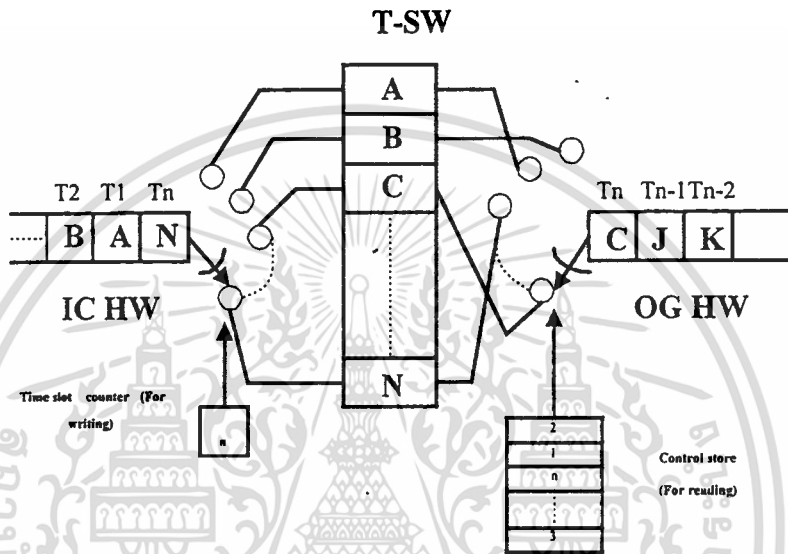 T-SW
A
B
C
N
T2 T1 Tn
B A N
IC HW
Tn Tn-1 Tn-2
C J K
OG HW
Time slot counter (For
writing)
n
2
1
n
3
Control store
(For reading)